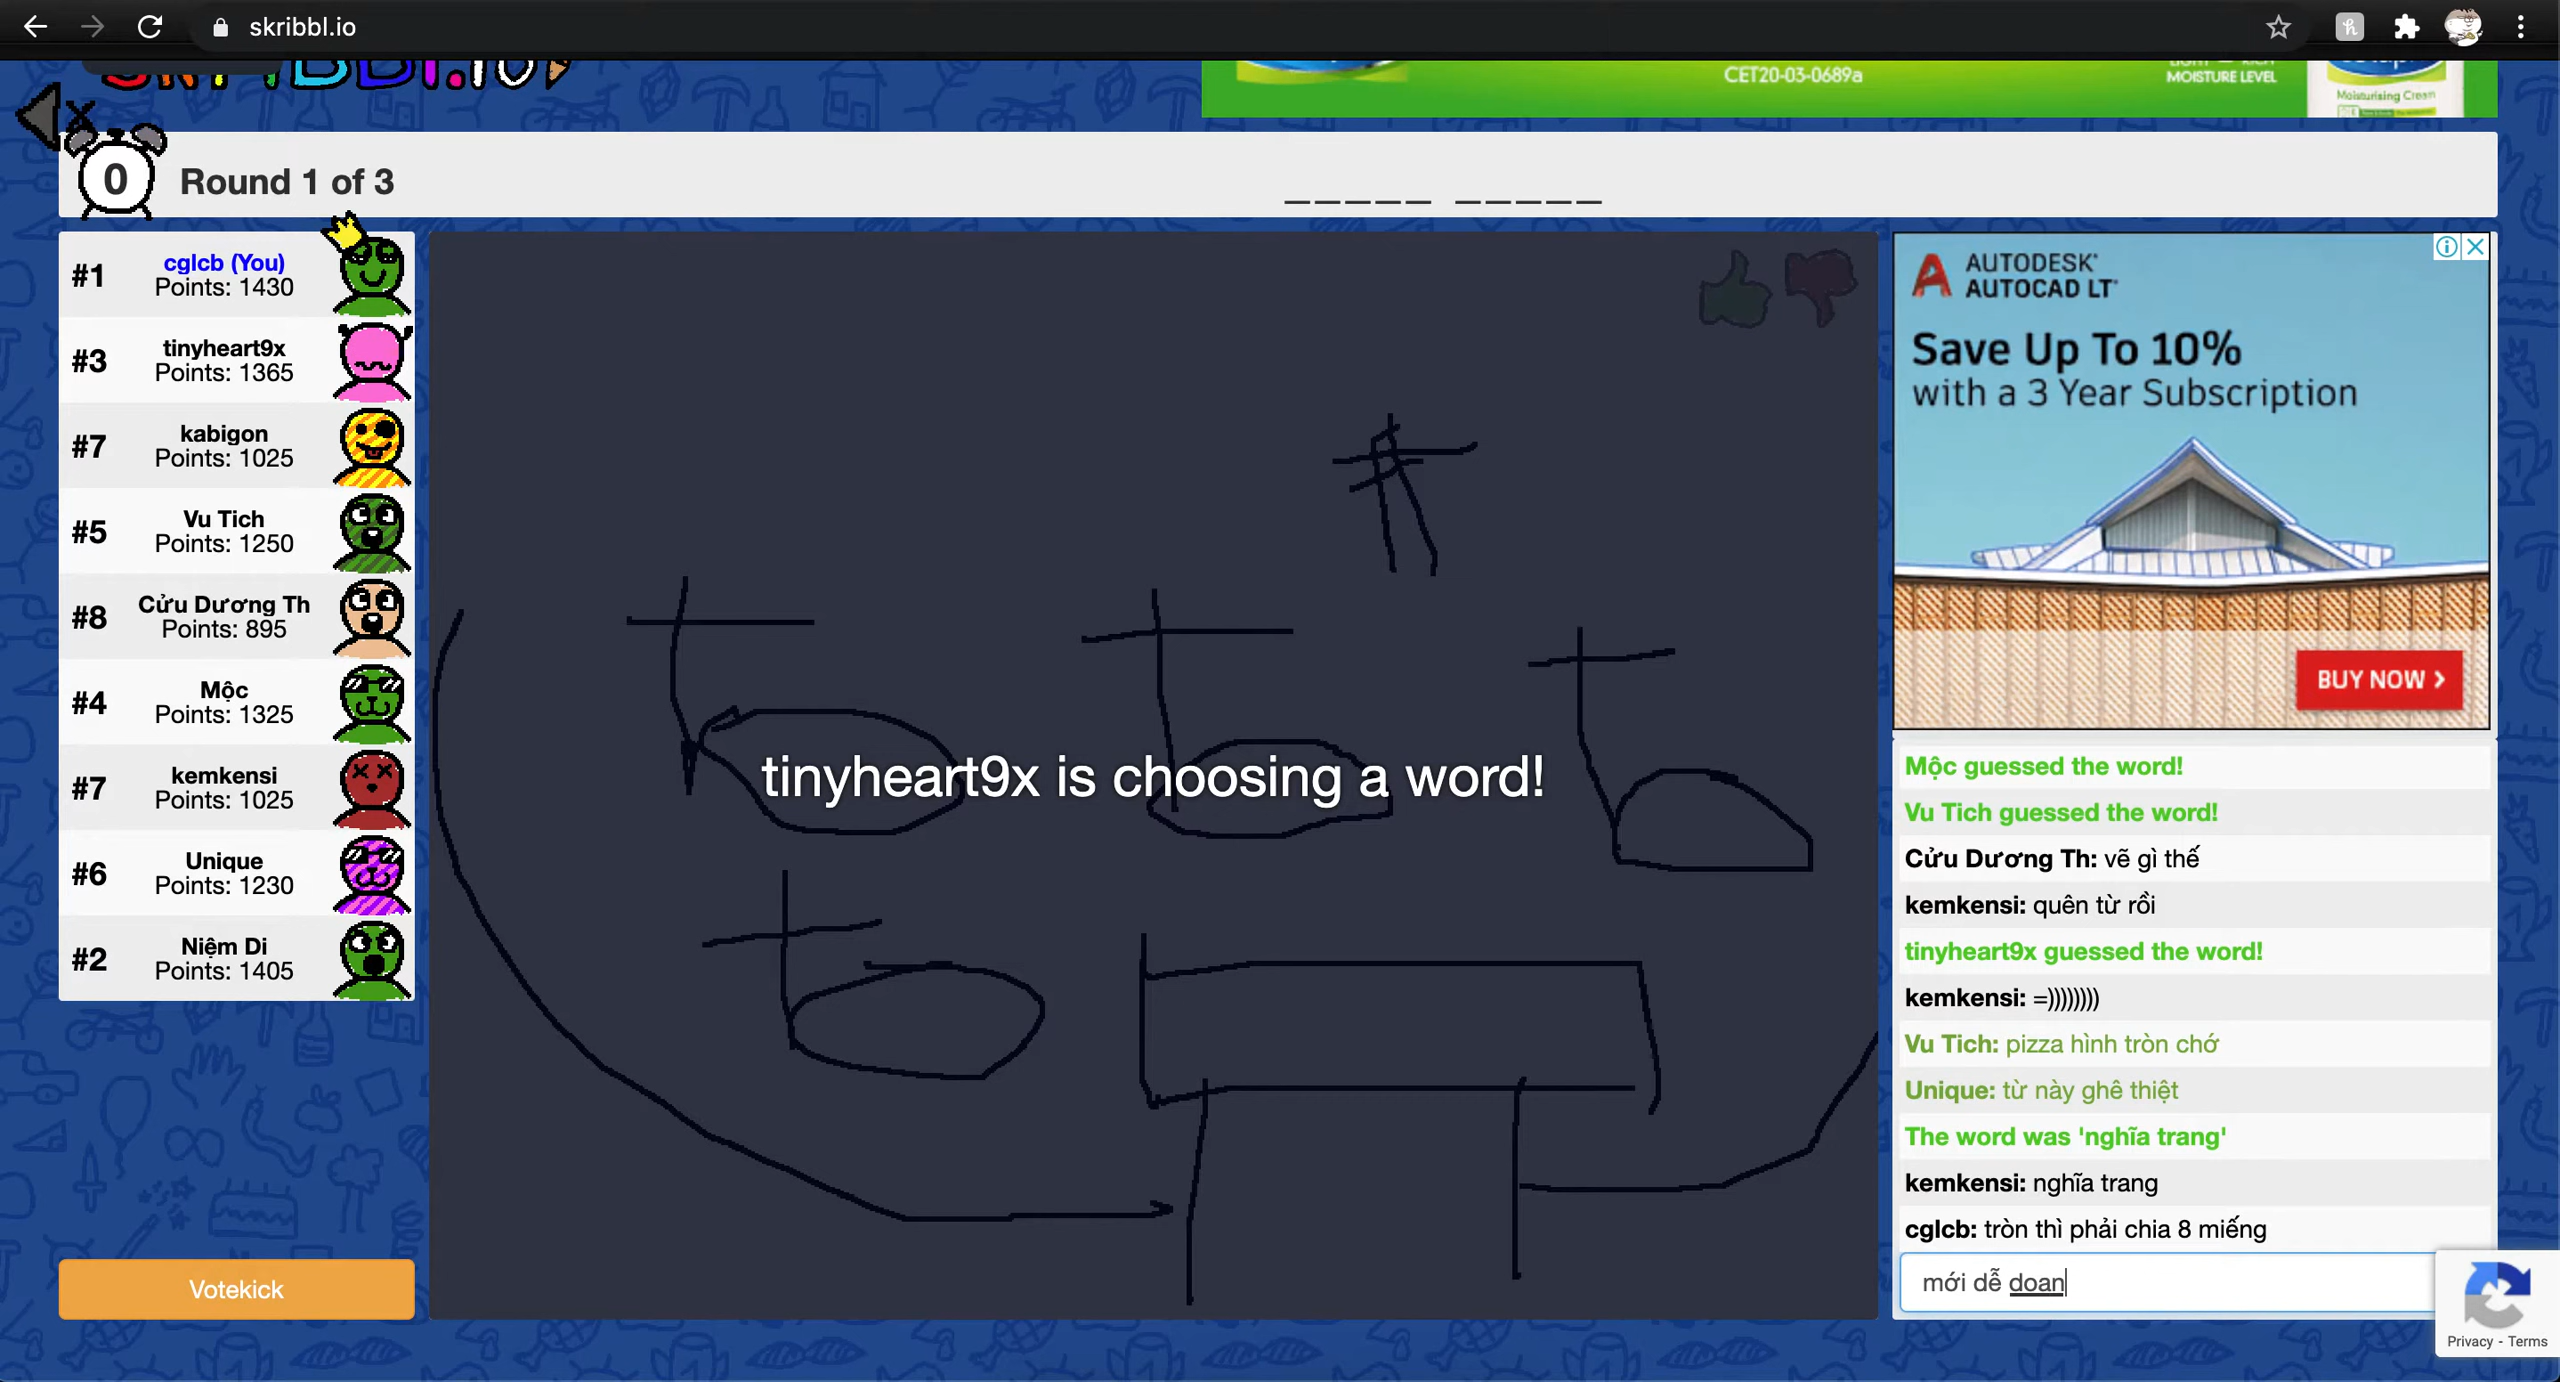 skribbl.io
SKRIBBL.IO
CET20-03-0689a
MOISTURE LEVEL
Moisturising Cream
0
Round 1 of 3
_____ _____
#1
cglcb (You)
Points: 1430
#3
tinyheart9x
Points: 1365
#7
kabigon
Points: 1025
#5
Vu Tich
Points: 1250
#8
Cửu Dương Th
Points: 895
#4
Mộc
Points: 1325
#7
kemkensi
Points: 1025
#6
Unique
Points: 1230
#2
Niệm Di
Points: 1405
Votekick
tinyheart9x is choosing a word!
AUTODESK®
AUTOCAD LT®
Save Up To 10%
with a 3 Year Subscription
BUY NOW >
Mộc guessed the word!
Vu Tich guessed the word!
Cửu Dương Th: vẽ gì thế
kemkensi: quên từ rồi
tinyheart9x guessed the word!
kemkensi: =))))))))
Vu Tich: pizza hình tròn chớ
Unique: từ này ghê thiệt
The word was 'nghĩa trang'
kemkensi: nghĩa trang
cglcb: tròn thì phải chia 8 miếng
mới dễ doan
Privacy - Terms